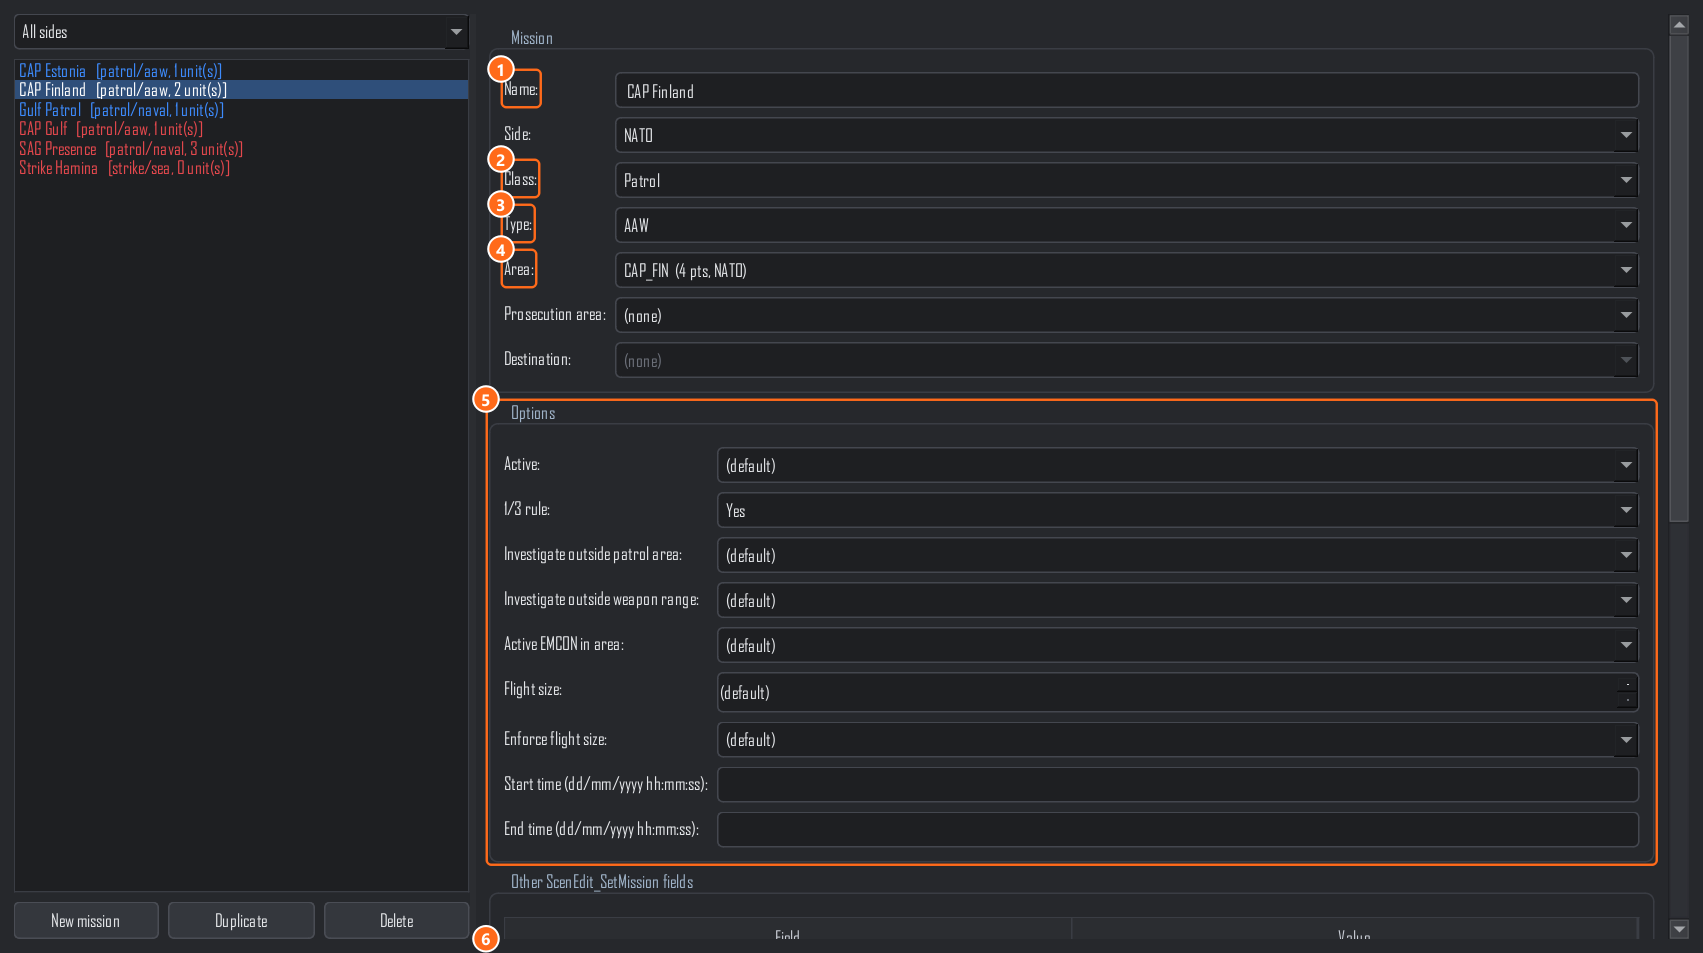 All sides
CAP Estonia [patrol/aaw, 1 unit(s)]
CAP Finland [patrol/aaw, 2 unit(s)]
Gulf Patrol [patrol/naval, 1 unit(s)]
CAP Gulf [patrol/aaw, 1 unit(s)]
SAG Presence [patrol/naval, 3 unit(s)]
Strike Hamina [strike/sea, 0 unit(s)]
New mission Duplicate Delete
Mission
1
Name: CAP Finland
Side: NATO
2
Class: Patrol
3
Type: AAW
4
Area: CAP_FIN (4 pts, NATO)
Prosecution area: (none)
Destination: (none)
5
Options
Active: (default)
1/3 rule: Yes
Investigate outside patrol area: (default)
Investigate outside weapon range: (default)
Active EMCON in area: (default)
Flight size: (default)
Enforce flight size: (default)
Start time (dd/mm/yyyy hh:mm:ss):
End time (dd/mm/yyyy hh:mm:ss):
Other ScenEdit_SetMission fields
6
Field Value